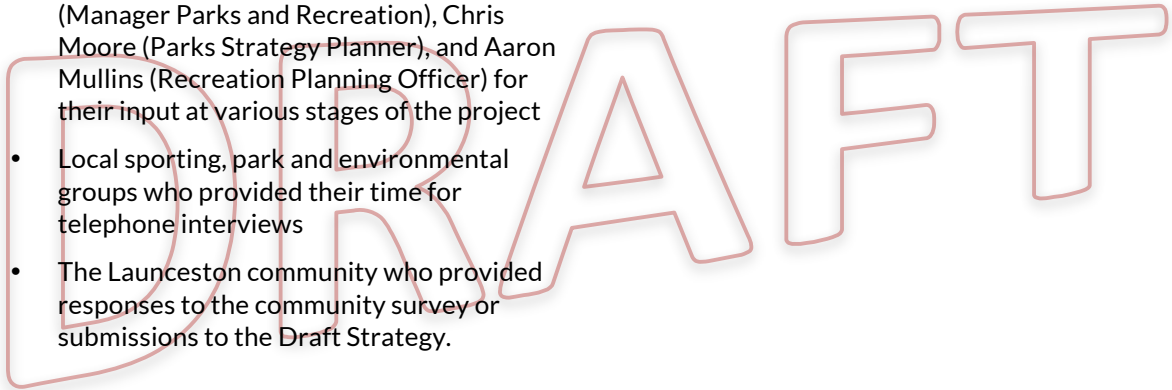 (Manager Parks and Recreation), Chris
Moore (Parks Strategy Planner), and Aaron
Mullins (Recreation Planning Officer) for
their input at various stages of the project
• Local sporting, park and environmental
groups who provided their time for
telephone interviews
• The Launceston community who provided
responses to the community survey or
submissions to the Draft Strategy.
DRAFT